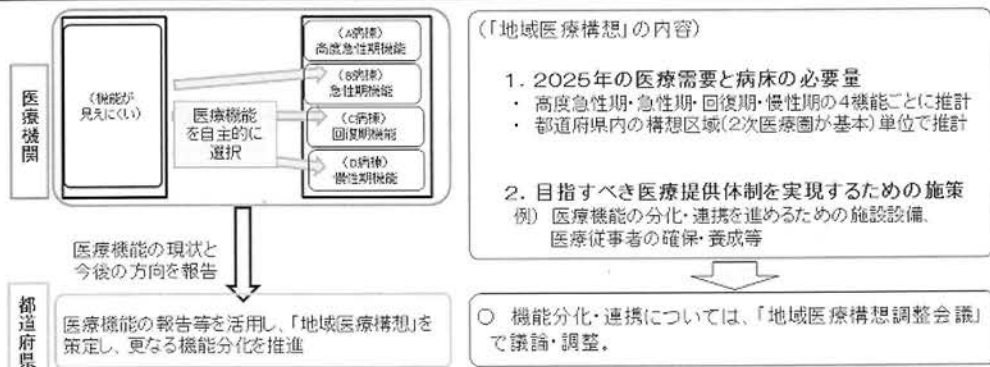 医療機関
(機能が
見えにくい)
医療機能
を自主的に
選択
(A病棟)
高度急性期機能
(B病棟)
急性期機能
(C病棟)
回復期機能
(D病棟)
慢性期機能
医療機能の現状と
今後の方向を報告
都道府県
医療機能の報告等を活用し、「地域医療構想」を
策定し、更なる機能分化を推進
(「地域医療構想」の内容)
1. 2025年の医療需要と病床の必要量
・ 高度急性期・急性期・回復期・慢性期の4機能ごとに推計
・ 都道府県内の構想区域(2次医療圏が基本)単位で推計
2. 目指すべき医療提供体制を実現するための施策
例) 医療機能の分化・連携を進めるための施設設備、
医療従事者の確保・養成等
○ 機能分化・連携については、「地域医療構想調整会議」
で議論・調整。